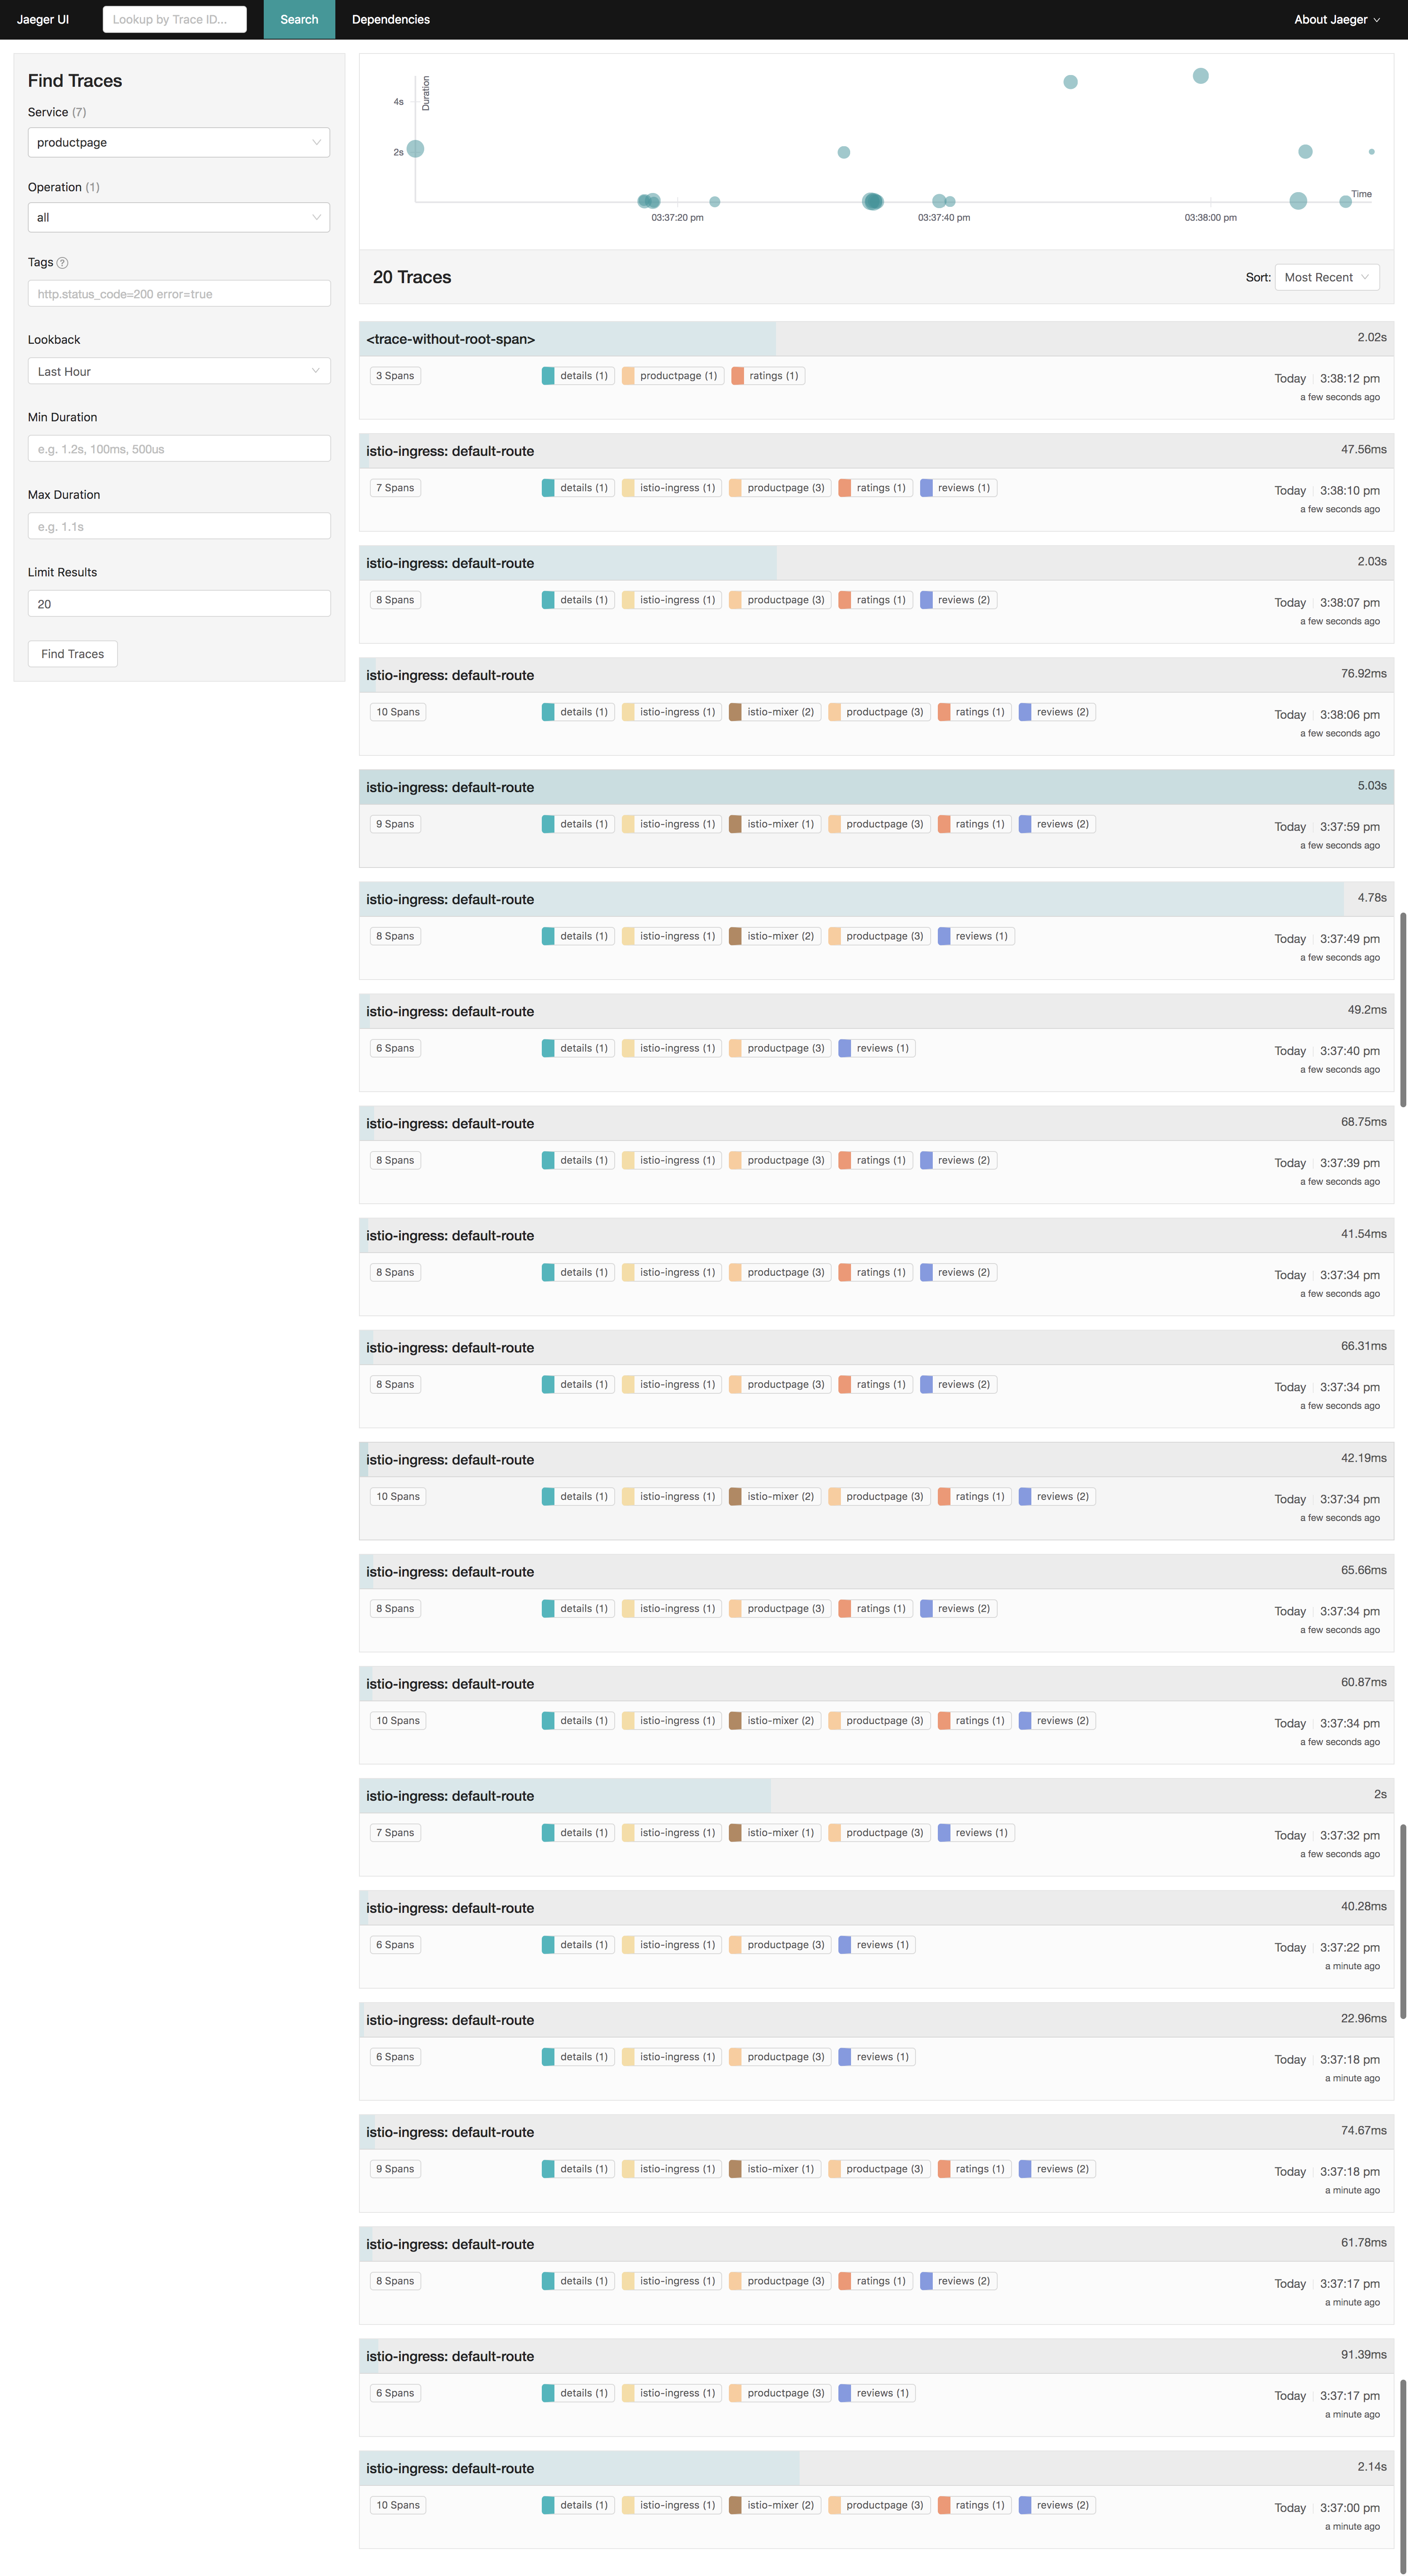 Jaeger UI
Lookup by Trace ID...
Search
Dependencies
About Jaeger
Find Traces
Service (7)
productpage
Operation (1)
all
Tags
http.status_code=200 error=true
Lookback
Last Hour
Min Duration
e.g. 1.2s, 100ms, 500us
Max Duration
e.g. 1.1s
Limit Results
20
Find Traces
Duration
4s
2s
Time
03:37:20 pm
03:37:40 pm
03:38:00 pm
20 Traces
Sort: Most Recent
<trace-without-root-span> 2.02s
3 Spans details (1) productpage (1) ratings (1) Today 3:38:12 pm
a few seconds ago
istio-ingress: default-route 47.56ms
7 Spans details (1) istio-ingress (1) productpage (3) ratings (1) reviews (1) Today 3:38:10 pm
a few seconds ago
istio-ingress: default-route 2.03s
8 Spans details (1) istio-ingress (1) productpage (3) ratings (1) reviews (2) Today 3:38:07 pm
a few seconds ago
istio-ingress: default-route 76.92ms
10 Spans details (1) istio-ingress (1) istio-mixer (2) productpage (3) ratings (1) reviews (2) Today 3:38:06 pm
a few seconds ago
istio-ingress: default-route 5.03s
9 Spans details (1) istio-ingress (1) istio-mixer (1) productpage (3) ratings (1) reviews (2) Today 3:37:59 pm
a few seconds ago
istio-ingress: default-route 4.78s
8 Spans details (1) istio-ingress (1) istio-mixer (2) productpage (3) reviews (1) Today 3:37:49 pm
a few seconds ago
istio-ingress: default-route 49.2ms
6 Spans details (1) istio-ingress (1) productpage (3) reviews (1) Today 3:37:40 pm
a few seconds ago
istio-ingress: default-route 68.75ms
8 Spans details (1) istio-ingress (1) productpage (3) ratings (1) reviews (2) Today 3:37:39 pm
a few seconds ago
istio-ingress: default-route 41.54ms
8 Spans details (1) istio-ingress (1) productpage (3) ratings (1) reviews (2) Today 3:37:34 pm
a few seconds ago
istio-ingress: default-route 66.31ms
8 Spans details (1) istio-ingress (1) productpage (3) ratings (1) reviews (2) Today 3:37:34 pm
a few seconds ago
istio-ingress: default-route 42.19ms
10 Spans details (1) istio-ingress (1) istio-mixer (2) productpage (3) ratings (1) reviews (2) Today 3:37:34 pm
a few seconds ago
istio-ingress: default-route 65.66ms
8 Spans details (1) istio-ingress (1) productpage (3) ratings (1) reviews (2) Today 3:37:34 pm
a few seconds ago
istio-ingress: default-route 60.87ms
10 Spans details (1) istio-ingress (1) istio-mixer (2) productpage (3) ratings (1) reviews (2) Today 3:37:34 pm
a few seconds ago
istio-ingress: default-route 2s
7 Spans details (1) istio-ingress (1) istio-mixer (1) productpage (3) reviews (1) Today 3:37:32 pm
a few seconds ago
istio-ingress: default-route 40.28ms
6 Spans details (1) istio-ingress (1) productpage (3) reviews (1) Today 3:37:22 pm
a minute ago
istio-ingress: default-route 22.96ms
6 Spans details (1) istio-ingress (1) productpage (3) reviews (1) Today 3:37:18 pm
a minute ago
istio-ingress: default-route 74.67ms
9 Spans details (1) istio-ingress (1) istio-mixer (1) productpage (3) ratings (1) reviews (2) Today 3:37:18 pm
a minute ago
istio-ingress: default-route 61.78ms
8 Spans details (1) istio-ingress (1) productpage (3) ratings (1) reviews (2) Today 3:37:17 pm
a minute ago
istio-ingress: default-route 91.39ms
6 Spans details (1) istio-ingress (1) productpage (3) reviews (1) Today 3:37:17 pm
a minute ago
istio-ingress: default-route 2.14s
10 Spans details (1) istio-ingress (1) istio-mixer (2) productpage (3) ratings (1) reviews (2) Today 3:37:00 pm
a minute ago